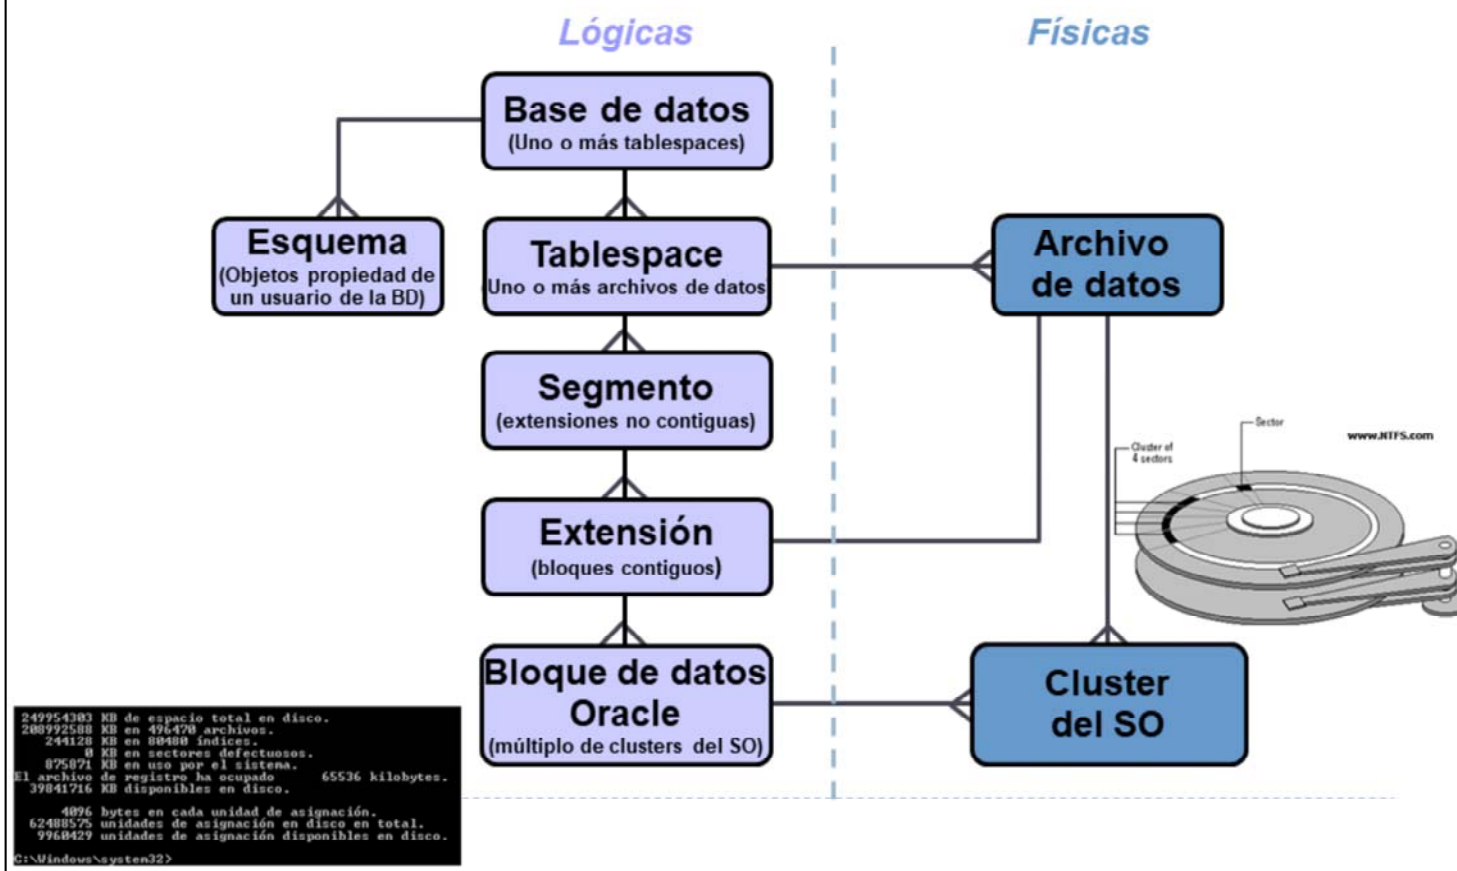 Lógicas
Físicas
Base de datos
(Uno o más tablespaces)
Esquema
(Objetos propiedad de
un usuario de la BD)
Tablespace
Uno o más archivos de datos
Archivo
de datos
Segmento
(extensiones no contiguas)
Sector
www.NTFS.com
Cluster of
4 sectors
Extensión
(bloques contiguos)
Bloque de datos
Oracle
(múltiplo de clusters del SO)
Cluster
del SO
249954303 KB de espacio total en disco.
208992588 KB en 496470 archivos.
244128 KB en 80480 índices.
0 KB en sectores defectuosos.
875871 KB en uso por el sistema.
El archivo de registro ha ocupado 65536 kilobytes.
39841716 KB disponibles en disco.
4096 bytes en cada unidad de asignación.
62488575 unidades de asignación en disco en total.
9960429 unidades de asignación disponibles en disco.
C:\Windows\system32>